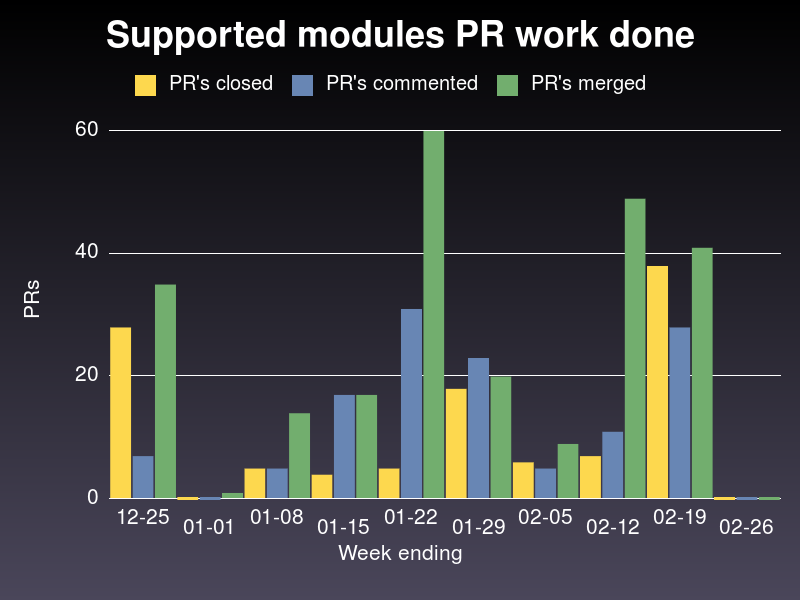 Supported modules PR work done
PR's closed PR's commented PR's merged
60
40
20
0
PRs
12-25 01-01 01-08 01-15 01-22 01-29 02-05 02-12 02-19 02-26
Week ending